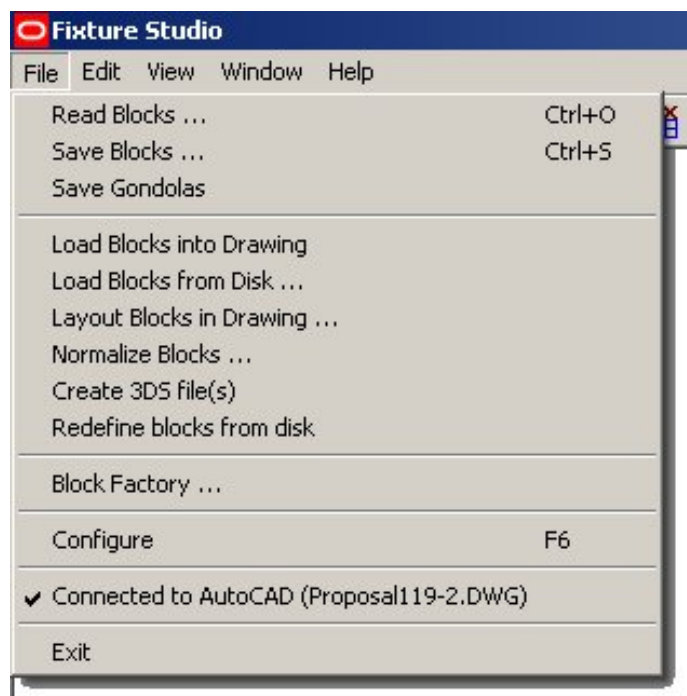 Fixture Studio
File Edit View Window Help
Read Blocks ... Ctrl+O
Save Blocks ... Ctrl+S
Save Gondolas
Load Blocks into Drawing
Load Blocks from Disk ...
Layout Blocks in Drawing ...
Normalize Blocks ...
Create 3DS file(s)
Redefine blocks from disk
Block Factory ...
Configure F6
Connected to AutoCAD (Proposal119-2.DWG)
Exit